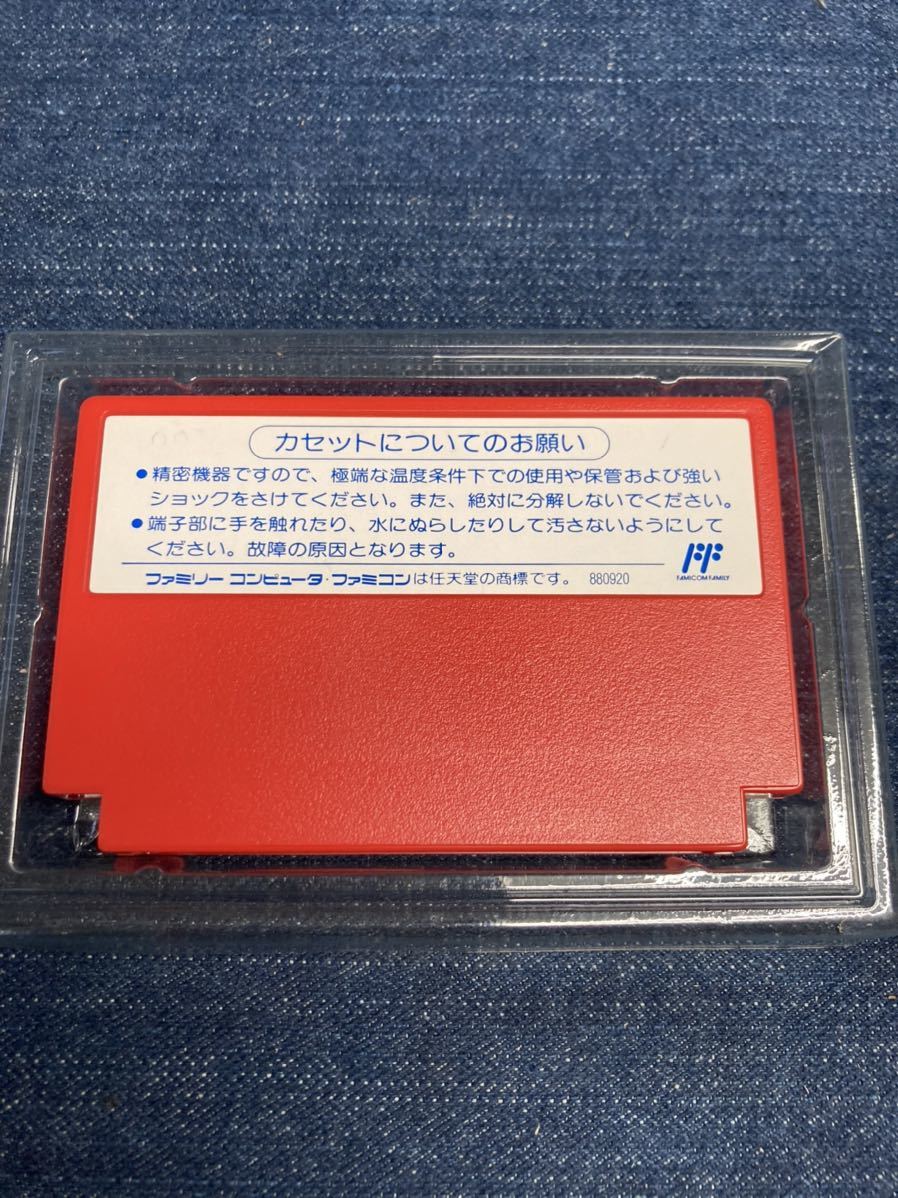 カセットについてのお願い
●精密機器ですので、極端な温度条件下での使用や保管および強い
ショックをさけてください。また、絶対に分解しないでください。
●端子部に手を触れたり、水にぬらしたりして汚さないようにして
ください。故障の原因となります。
FAMICOM FAMILY
ファミリー コンピュータ・ファミコンは任天堂の商標です。 880920